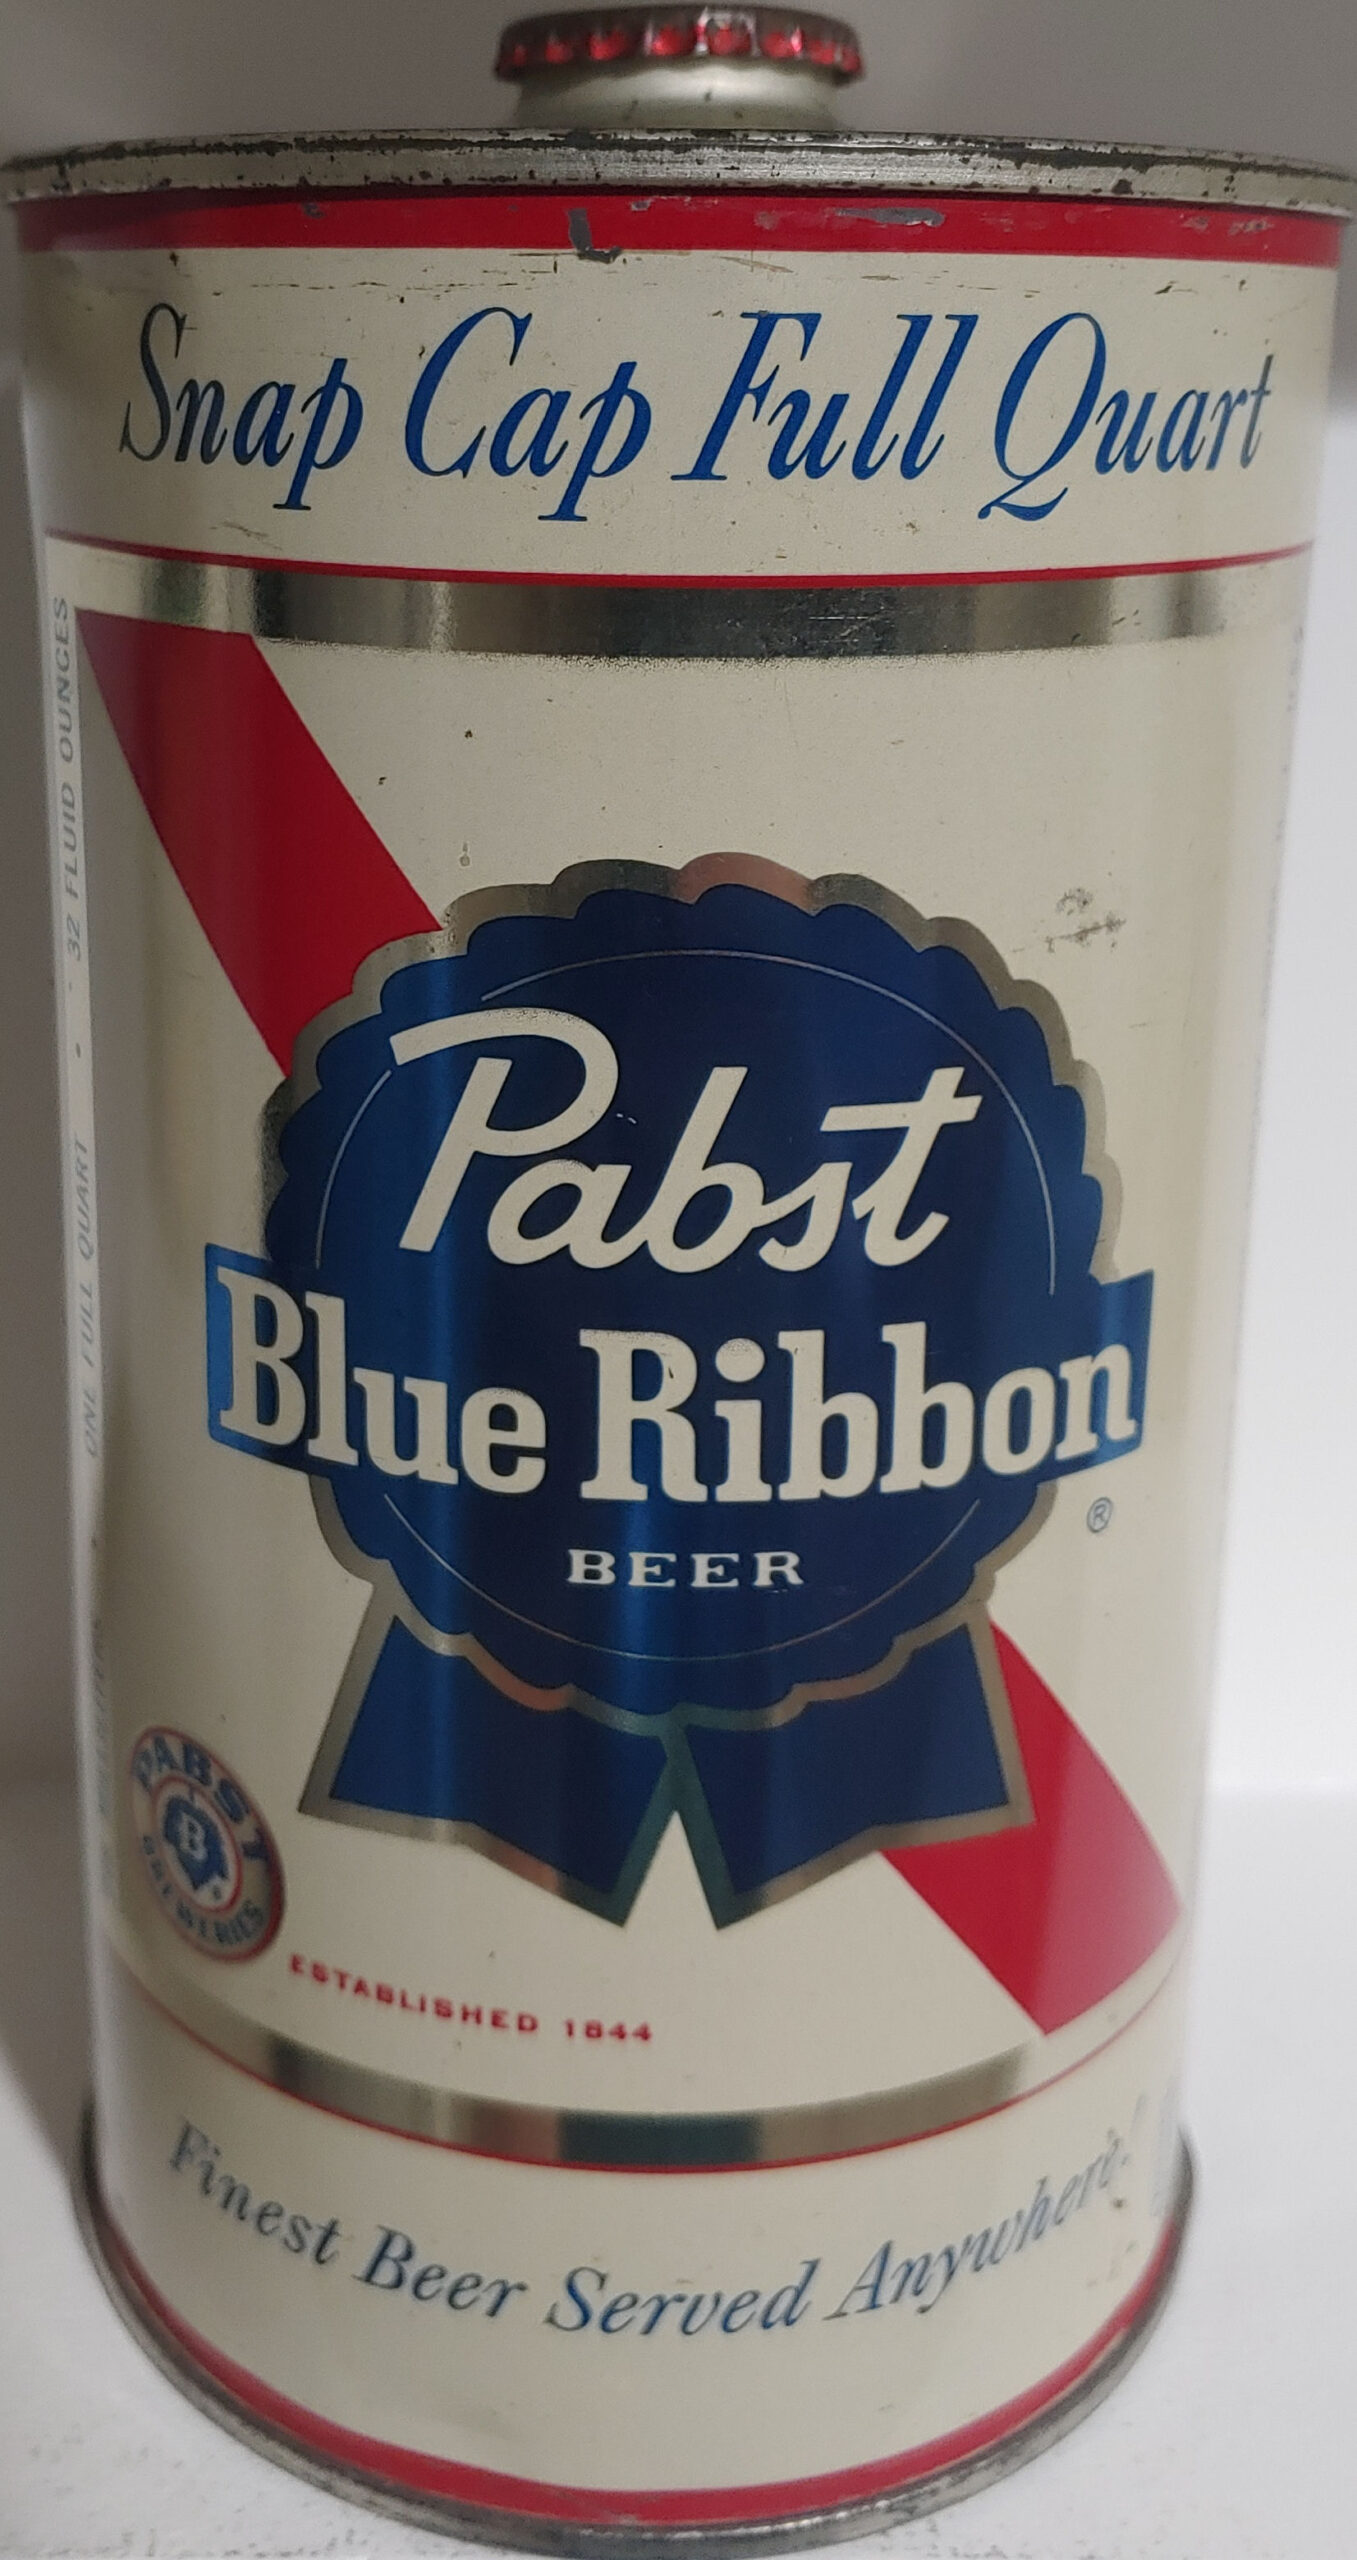 Snap Cap Full Quart
ONE FULL QUART • 32 FLUID OUNCES
Pabst
Blue Ribbon
®
BEER
PABST
B
BREWERIES
ESTABLISHED 1844
Finest Beer Served Anywhere!